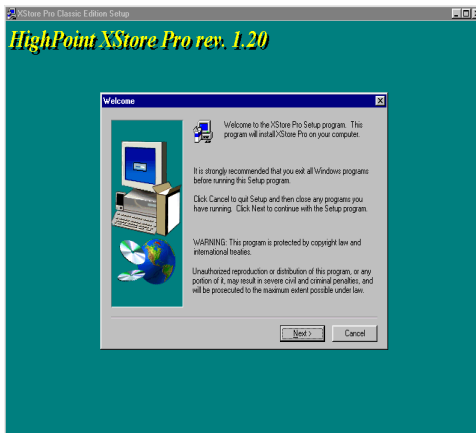 XStore Pro Classic Edition Setup
HighPoint XStore Pro rev. 1.20
Welcome
Welcome to the XStore Pro Setup program. This
program will install XStore Pro on your computer.
It is strongly recommended that you exit all Windows programs
before running this Setup program.
Click Cancel to quit Setup and then close any programs you
have running. Click Next to continue with the Setup program.
WARNING: This program is protected by copyright law and
international treaties.
Unauthorized reproduction or distribution of this program, or any
portion of it, may result in severe civil and criminal penalties, and
will be prosecuted to the maximum extent possible under law.
Next > Cancel